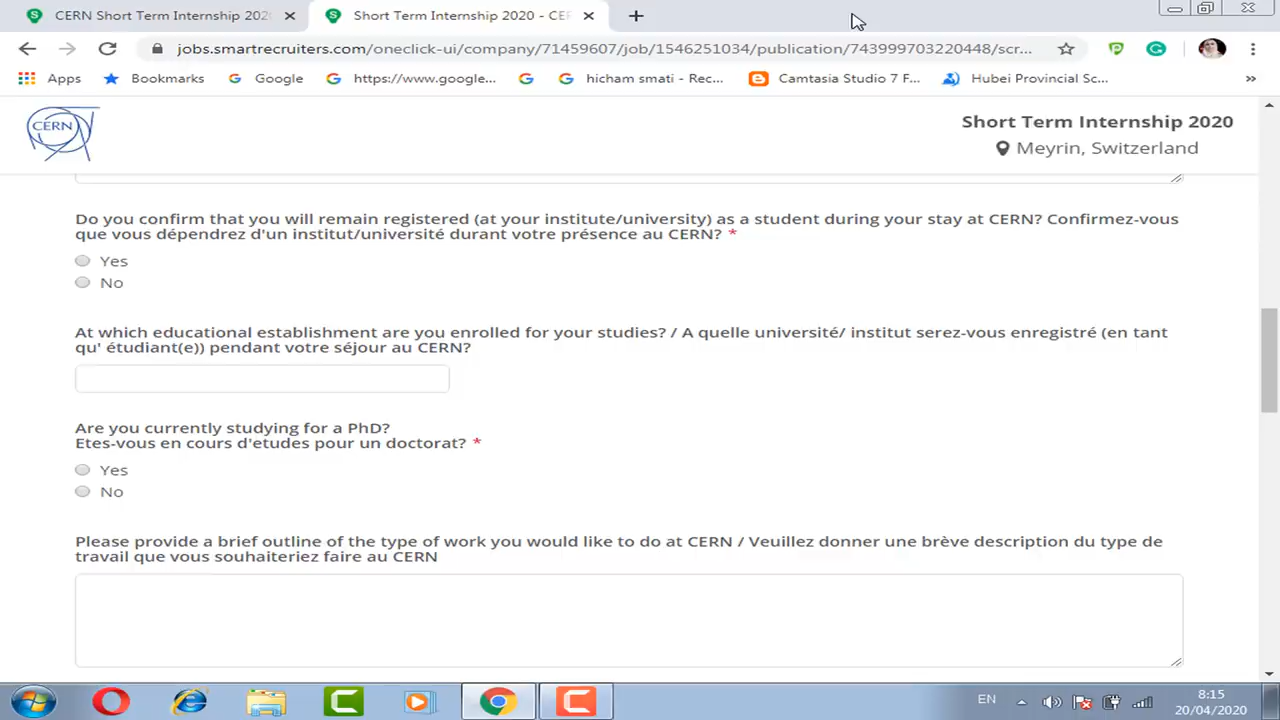 CERN Short Term Internship 202
Short Term Internship 2020 - CE
jobs.smartrecruiters.com/oneclick-ui/company/71459607/job/1546251034/publication/743999703220448/scr...
Apps
Bookmarks
Google
https://www.google...
hicham smati - Rec...
Camtasia Studio 7 F...
Hubei Provincial Sc...
»
CERN
Short Term Internship 2020
Meyrin, Switzerland
Do you confirm that you will remain registered (at your institute/university) as a student during your stay at CERN? Confirmez-vous
que vous dépendrez d'un institut/université durant votre présence au CERN? *
Yes
No
At which educational establishment are you enrolled for your studies? / A quelle université/ institut serez-vous enregistré (en tant
qu' étudiant(e)) pendant votre séjour au CERN?
Are you currently studying for a PhD?
Etes-vous en cours d'etudes pour un doctorat? *
Yes
No
Please provide a brief outline of the type of work you would like to do at CERN / Veuillez donner une brève description du type de
travail que vous souhaiteriez faire au CERN
EN
8:15
20/04/2020